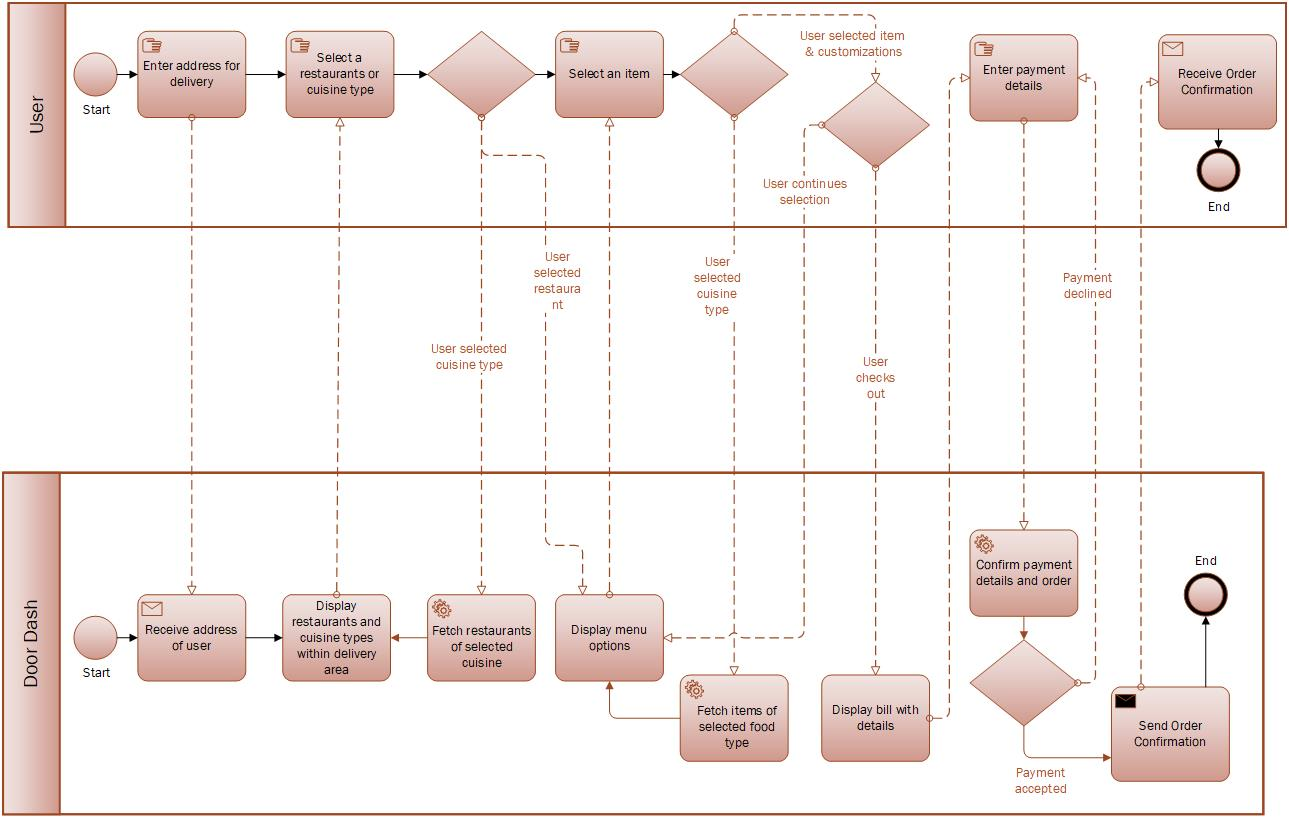 User
Start
Enter address for
delivery
Select a
restaurants or
cuisine type
Select an item
User selected item
& customizations
Enter payment
details
Receive Order
Confirmation
End
User continues
selection
User
selected
restaura
nt
User
selected
cuisine
type
Payment
declined
User selected
cuisine type
User
checks
out
Door Dash
Start
Receive address
of user
Display
restaurants and
cuisine types
within delivery
area
Fetch restaurants
of selected
cuisine
Display menu
options
Fetch items of
selected food
type
Display bill with
details
Confirm payment
details and order
Payment
accepted
Send Order
Confirmation
End